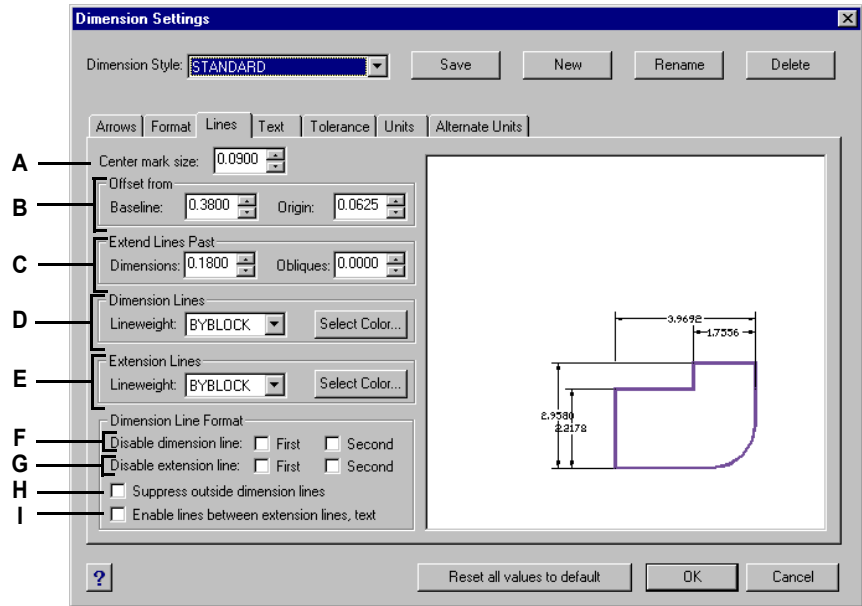 Dimension Settings
Dimension Style: STANDARD Save New Rename Delete
Arrows Format Lines Text Tolerance Units Alternate Units
A Center mark size: 0.0900
Offset from
B Baseline: 0.3800 Origin: 0.0625
Extend Lines Past
C Dimensions: 0.1800 Obliques: 0.0000
Dimension Lines
D Lineweight: BYBLOCK Select Color...
Extension Lines
E Lineweight: BYBLOCK Select Color...
Dimension Line Format
F Disable dimension line: First Second
G Disable extension line: First Second
H Suppress outside dimension lines
I Enable lines between extension lines, text
3.9692
1.7556
2.9580
2.2178
? Reset all values to default OK Cancel